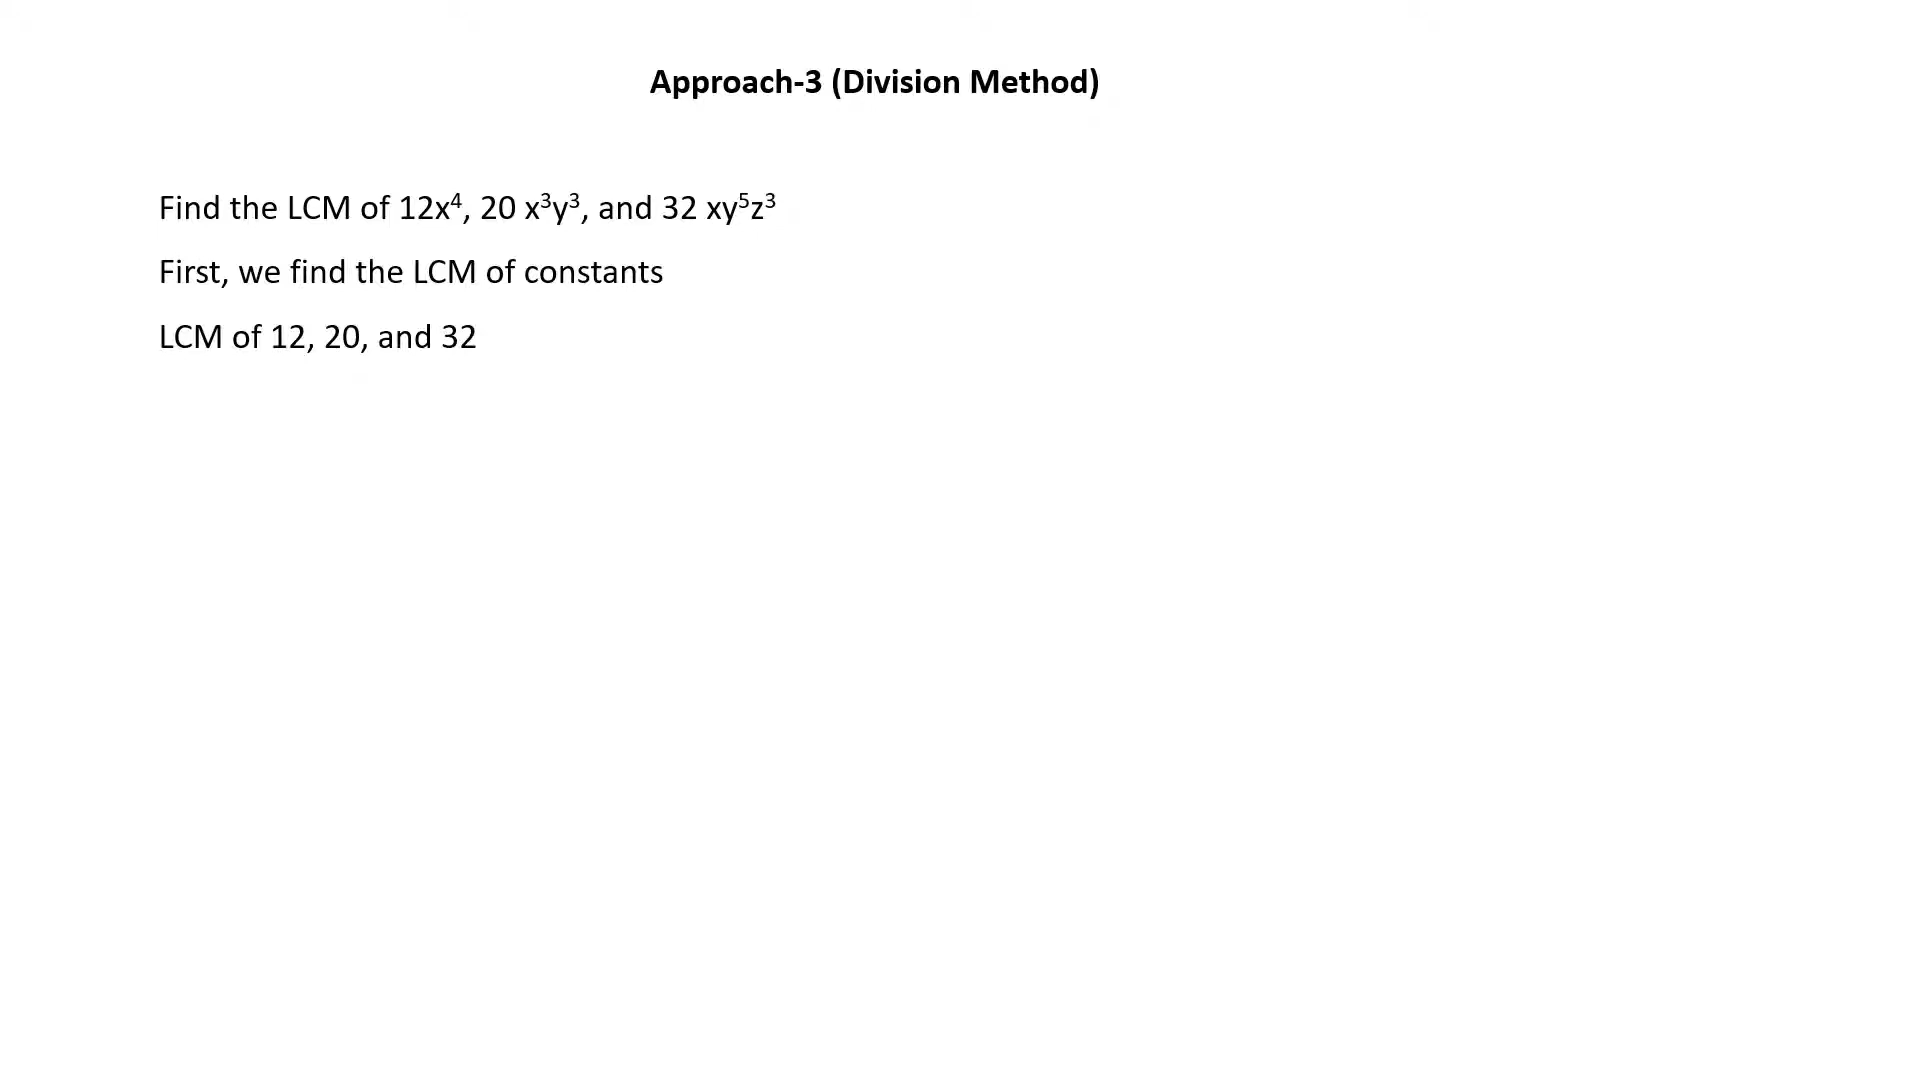 Approach-3 (Division Method)
Find the LCM of 12x⁴, 20 x³y³, and 32 xy⁵z³
First, we find the LCM of constants
LCM of 12, 20, and 32